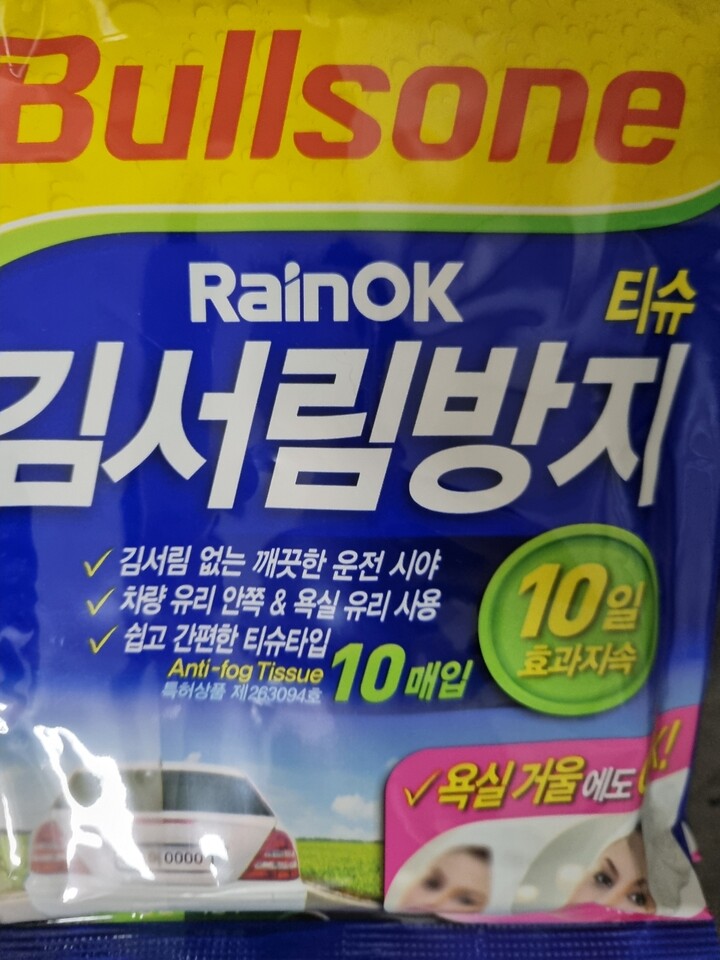 Bullsone
RainOK
티슈
김서림방지
✓ 김서림 없는 깨끗한 운전 시야
✓ 차량 유리 안쪽 & 욕실 유리 사용
✓ 쉽고 간편한 티슈타입
Anti-fog Tissue
특허상품 제263094호
10매입
10일
효과지속
✓ 욕실 거울에도
0000